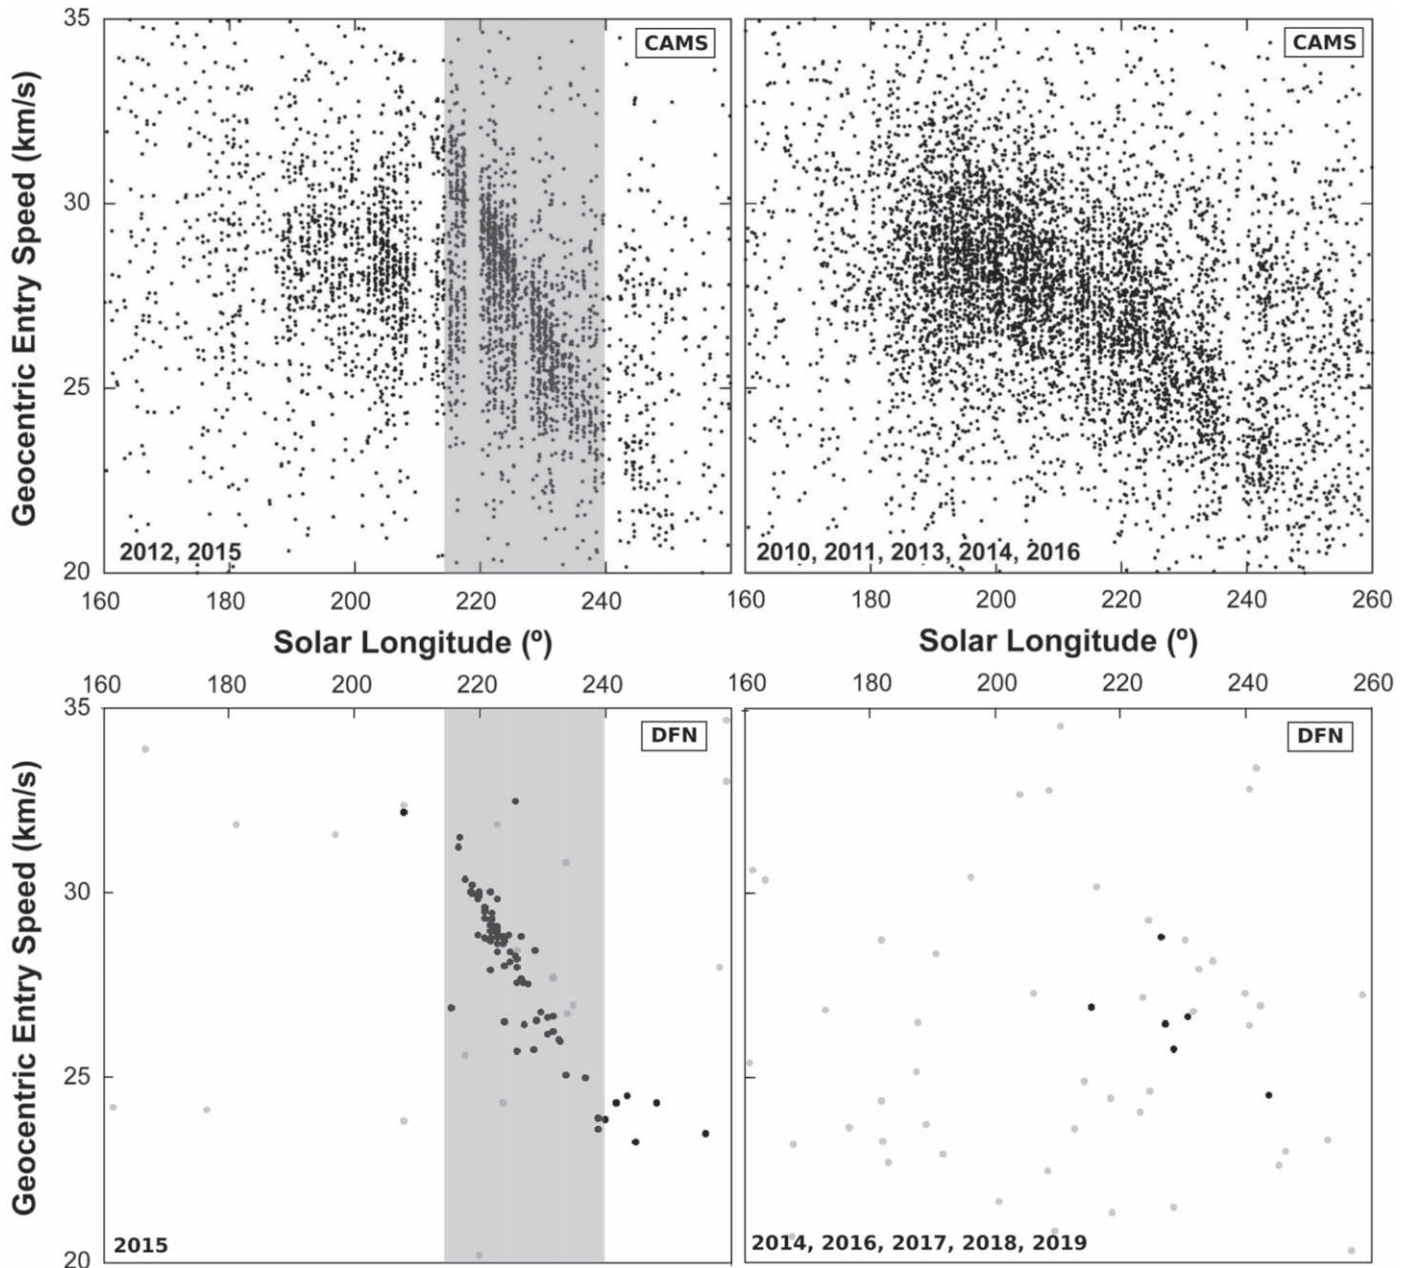 35
CAMS
CAMS
30
25
20
Geocentric Entry Speed (km/s)
2012, 2015
2010, 2011, 2013, 2014, 2016
160 180 200 220 240 160 180 200 220 240 260
Solar Longitude (º)
Solar Longitude (º)
160 180 200 220 240 160 180 200 220 240 260
35
DFN
DFN
30
25
20
Geocentric Entry Speed (km/s)
2015
2014, 2016, 2017, 2018, 2019